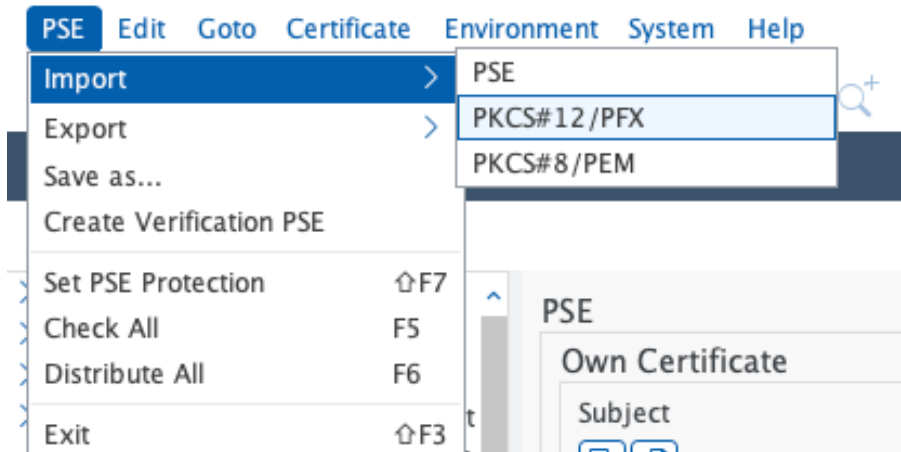 PSE Edit Goto Certificate Environment System Help
Import
PSE
PKCS#12/PFX
PKCS#8/PEM
Export
Save as...
Create Verification PSE
Set PSE Protection ⇧F7
Check All F5
Distribute All F6
Exit ⇧F3
t
PSE
Own Certificate
Subject